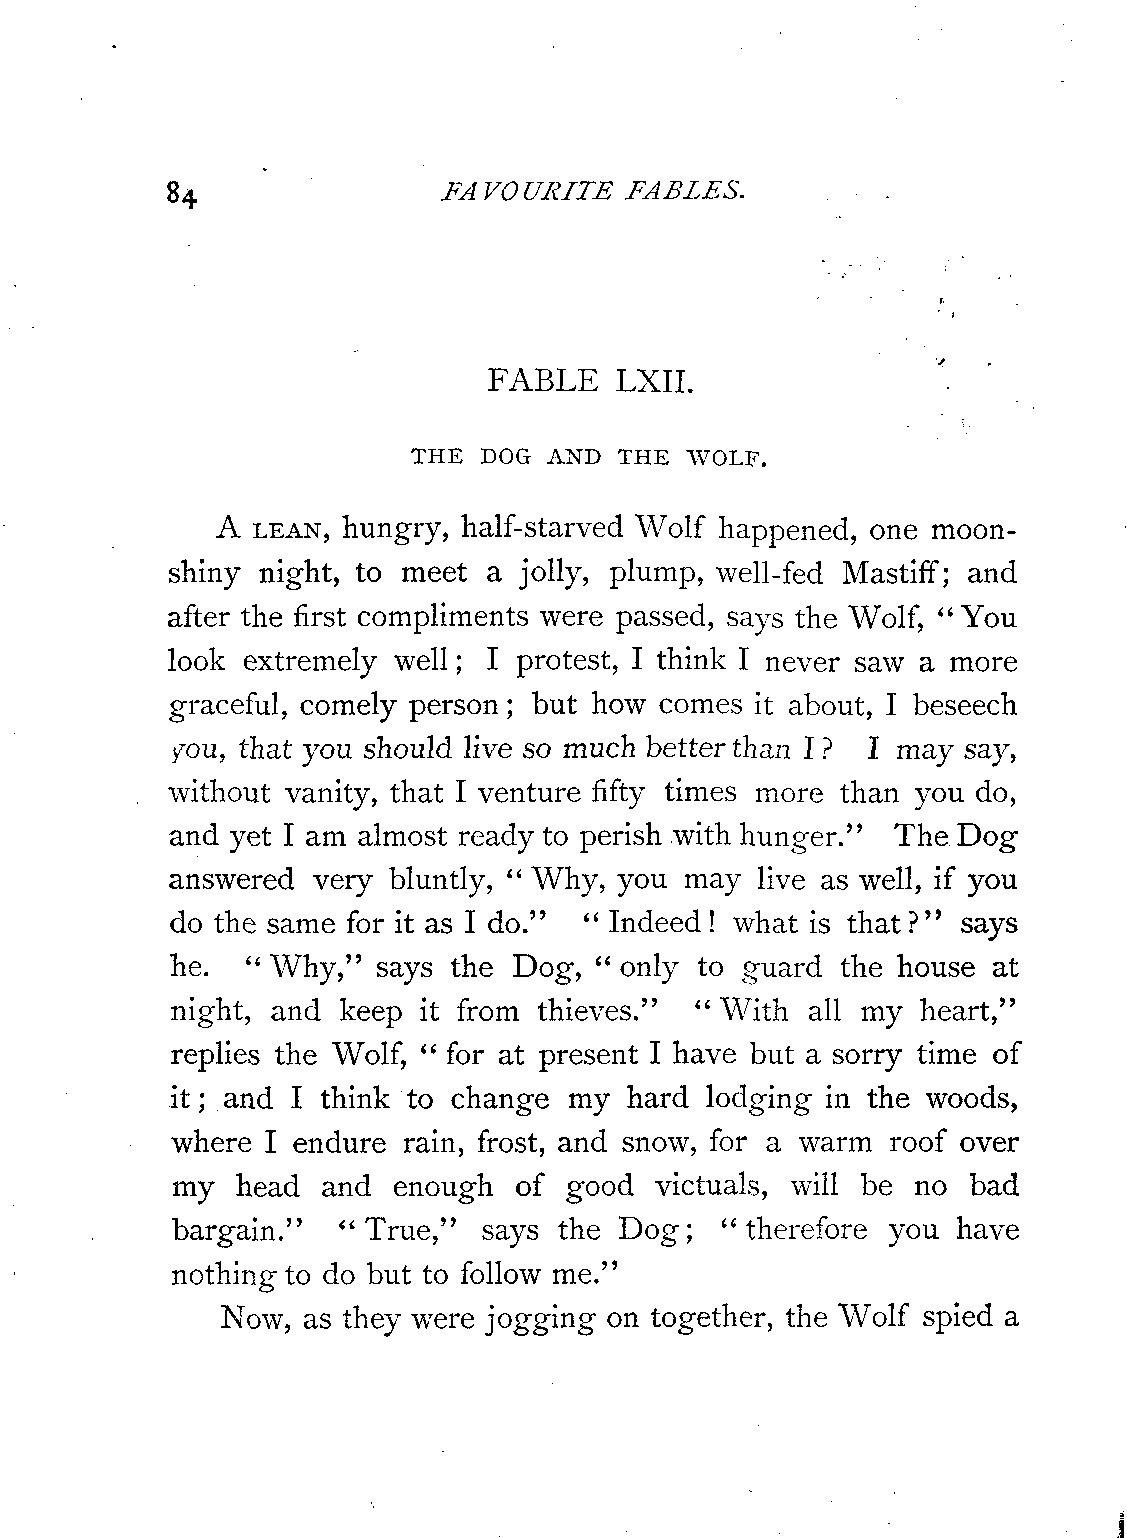 84 FAVOURITE FABLES.
FABLE LXII.
THE DOG AND THE WOLF.
A LEAN, hungry, half-starved Wolf happened, one moon-
shiny night, to meet a jolly, plump, well-fed Mastiff; and
after the first compliments were passed, says the Wolf, “You
look extremely well; I protest, I think I never saw a more
graceful, comely person; but how comes it about, I beseech
you, that you should live so much better than I? I may say,
without vanity, that I venture fifty times more than you do,
and yet I am almost ready to perish with hunger.” The Dog
answered very bluntly, “Why, you may live as well, if you
do the same for it as I do.” “Indeed! what is that?” says
he. “Why,” says the Dog, “only to guard the house at
night, and keep it from thieves.” “With all my heart,”
replies the Wolf, “for at present I have but a sorry time of
it; and I think to change my hard lodging in the woods,
where I endure rain, frost, and snow, for a warm roof over
my head and enough of good victuals, will be no bad
bargain.” “True,” says the Dog; “therefore you have
nothing to do but to follow me.”
Now, as they were jogging on together, the Wolf spied a